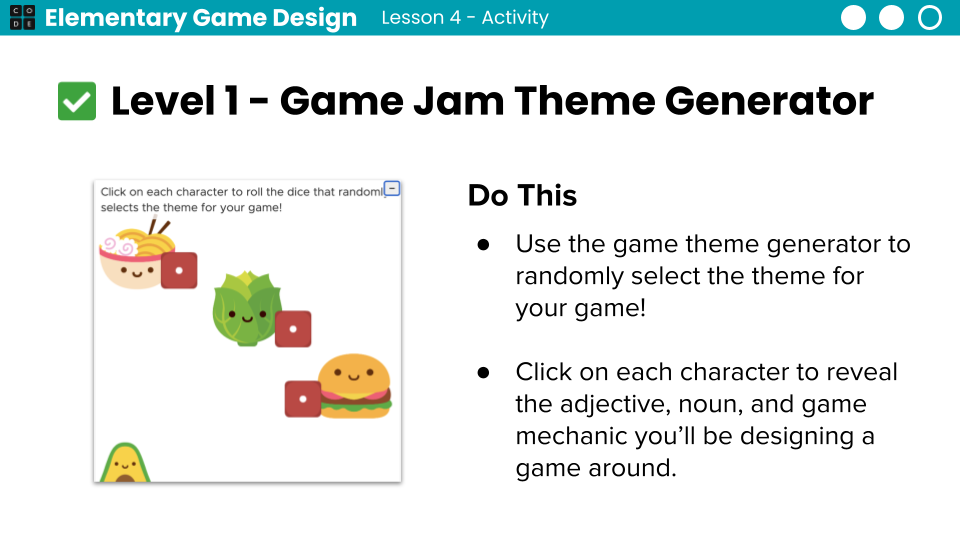 C O
D E
Elementary Game Design
Lesson 4 - Activity
Level 1 - Game Jam Theme Generator
Click on each character to roll the dice that randoml
selects the theme for your game!
Do This
● Use the game theme generator to
randomly select the theme for
your game!
● Click on each character to reveal
the adjective, noun, and game
mechanic you’ll be designing a
game around.